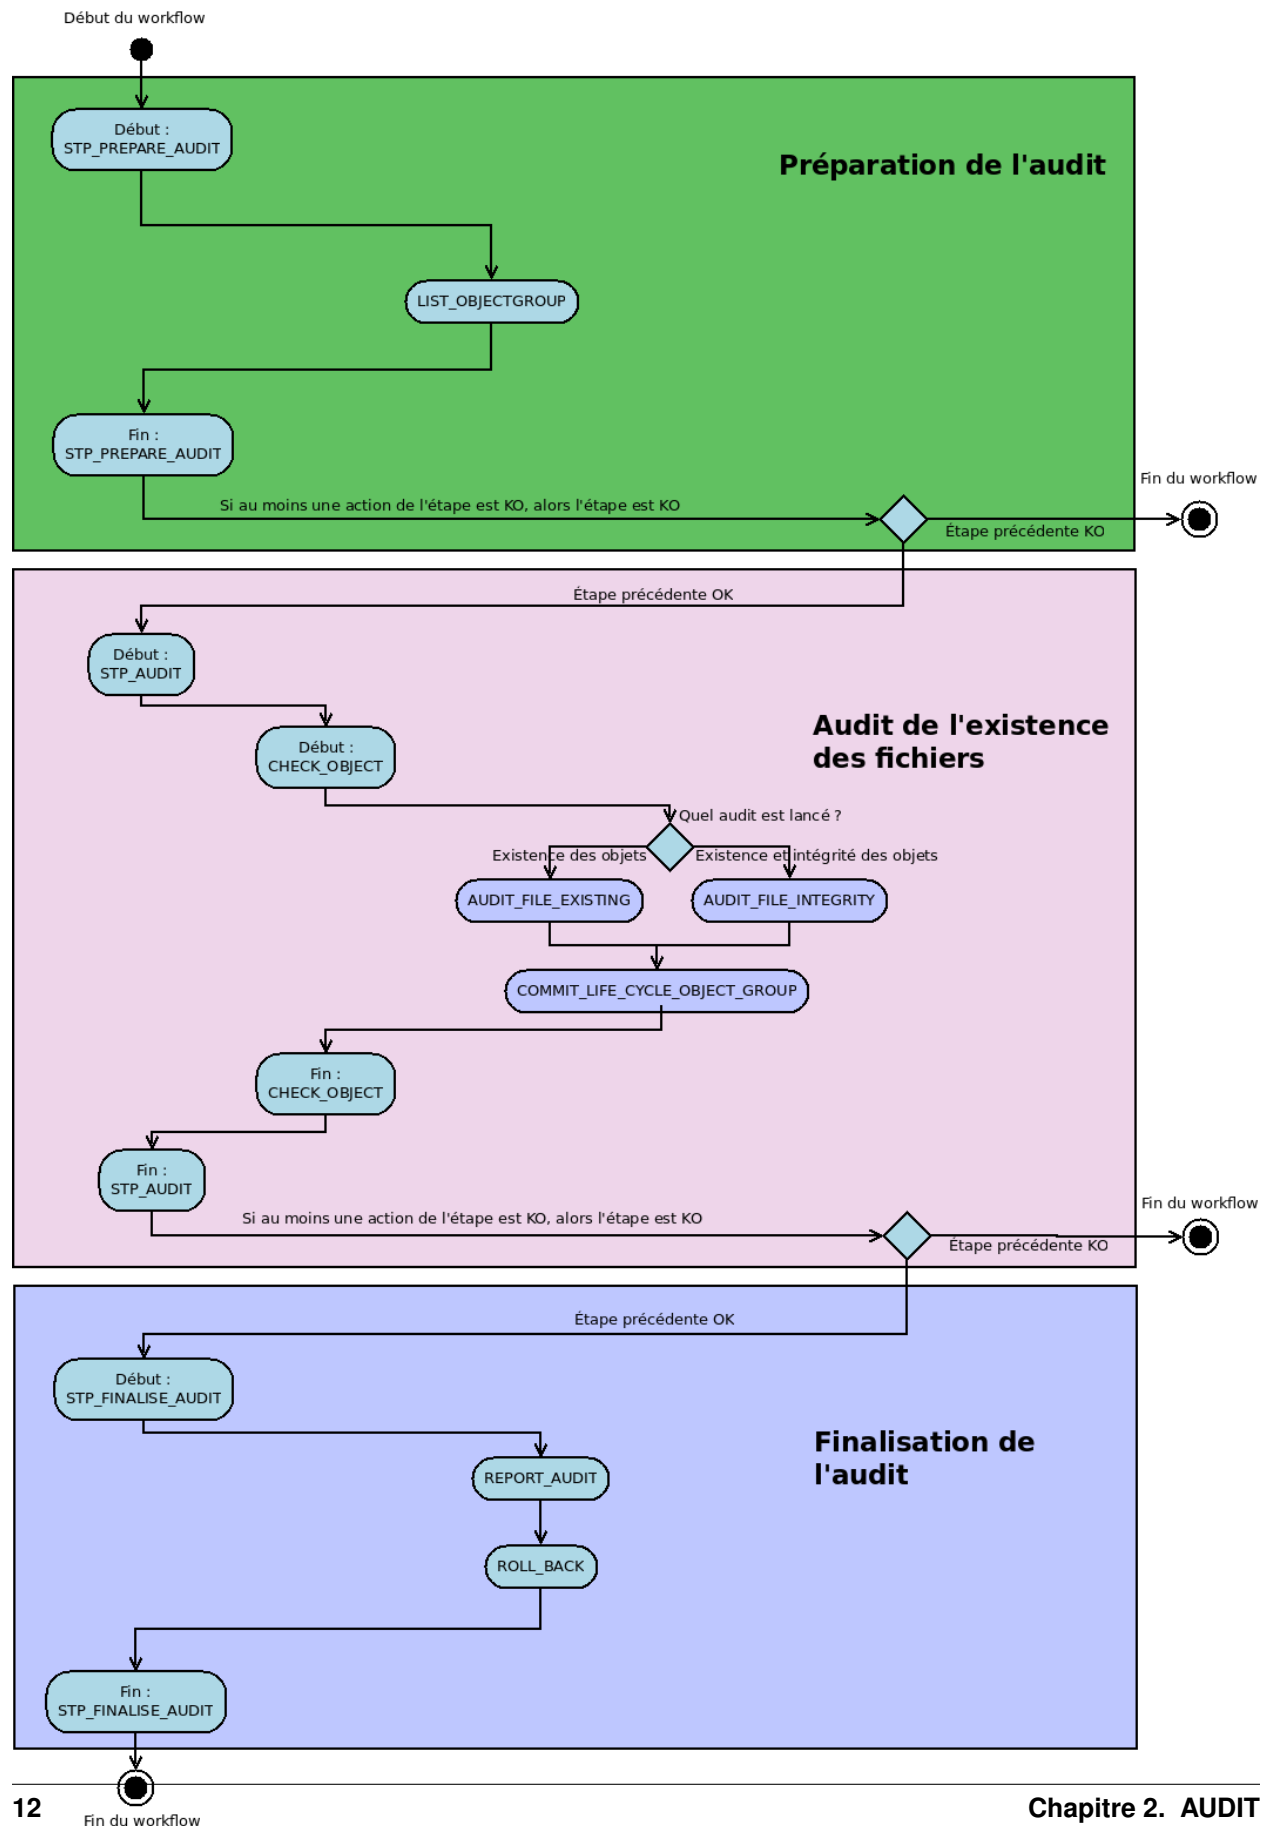 Début du workflow
Début :
STP_PREPARE_AUDIT
Préparation de l'audit
LIST_OBJECTGROUP
Fin :
STP_PREPARE_AUDIT
Si au moins une action de l'étape est KO, alors l'étape est KO
Étape précédente KO
Fin du workflow
Étape précédente OK
Début :
STP_AUDIT
Audit de l'existence
des fichiers
Début :
CHECK_OBJECT
Quel audit est lancé ?
Existence des objets
Existence et intégrité des objets
AUDIT_FILE_EXISTING
AUDIT_FILE_INTEGRITY
COMMIT_LIFE_CYCLE_OBJECT_GROUP
Fin :
CHECK_OBJECT
Fin :
STP_AUDIT
Si au moins une action de l'étape est KO, alors l'étape est KO
Étape précédente KO
Fin du workflow
Étape précédente OK
Début :
STP_FINALISE_AUDIT
Finalisation de
l'audit
REPORT_AUDIT
ROLL_BACK
Fin :
STP_FINALISE_AUDIT
Fin du workflow
12
Chapitre 2. AUDIT